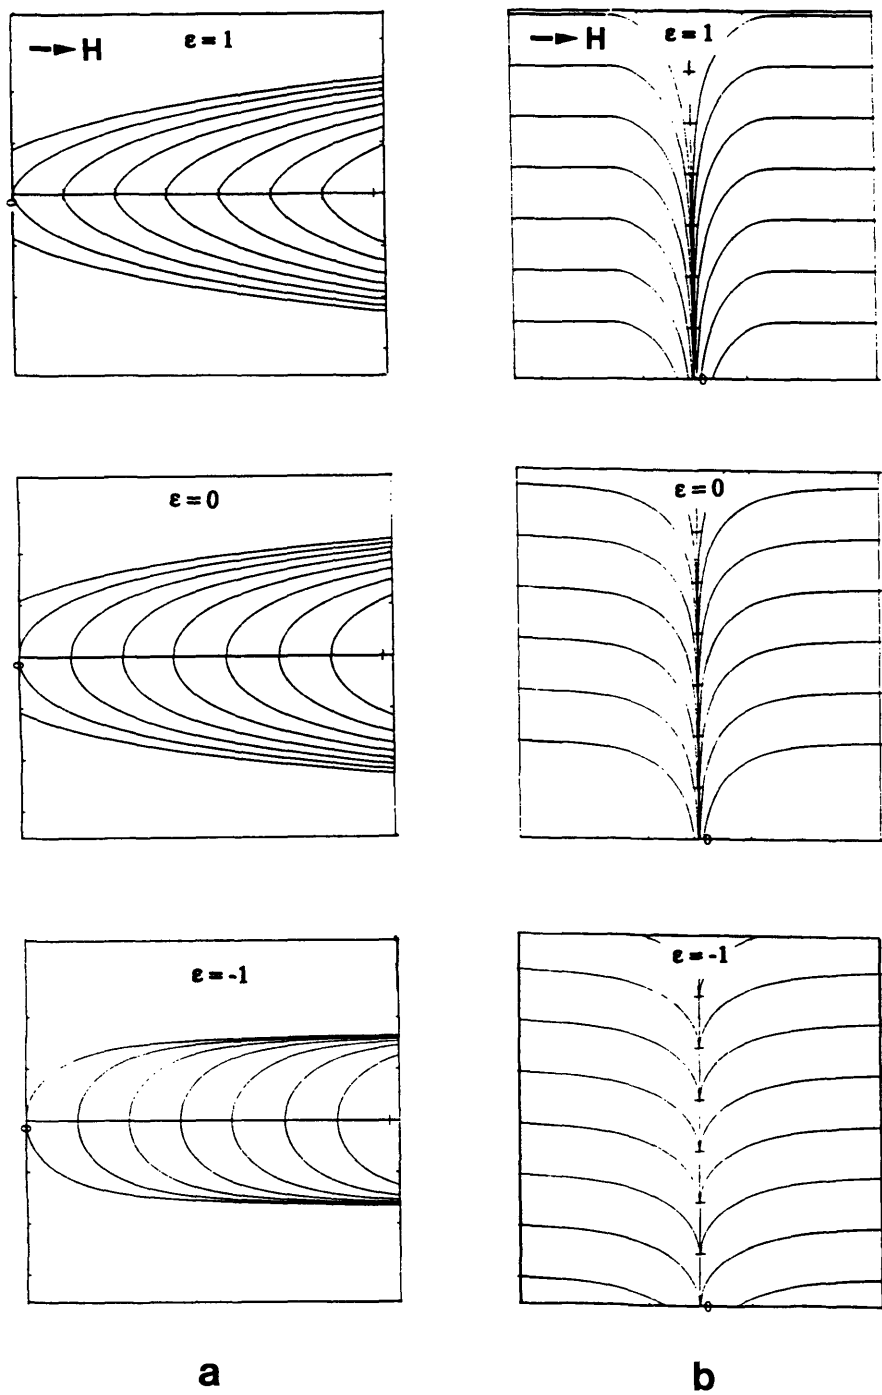 H ε = 1
H ε = 1
ε = 0
ε = 0
ε = -1
ε = -1
a
b